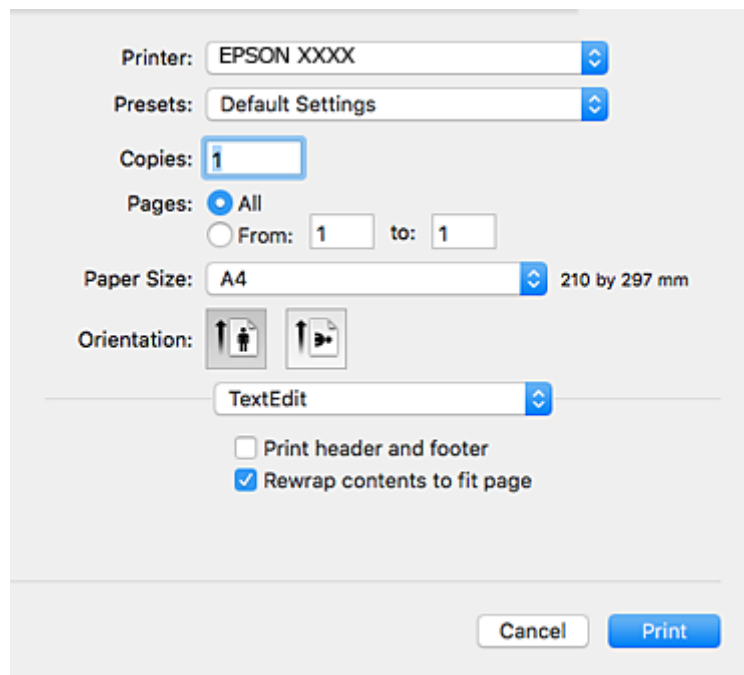 Printer: EPSON XXXX
Presets: Default Settings
Copies: 1
Pages: All
From: 1 to: 1
Paper Size: A4 210 by 297 mm
Orientation:
TextEdit
Print header and footer
Rewrap contents to fit page
Cancel Print